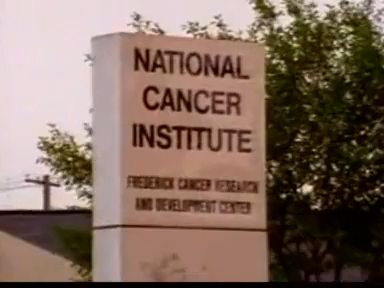 NATIONAL
CANCER
INSTITUTE
FREDERICK CANCER RESEARCH
AND DEVELOPMENT CENTER